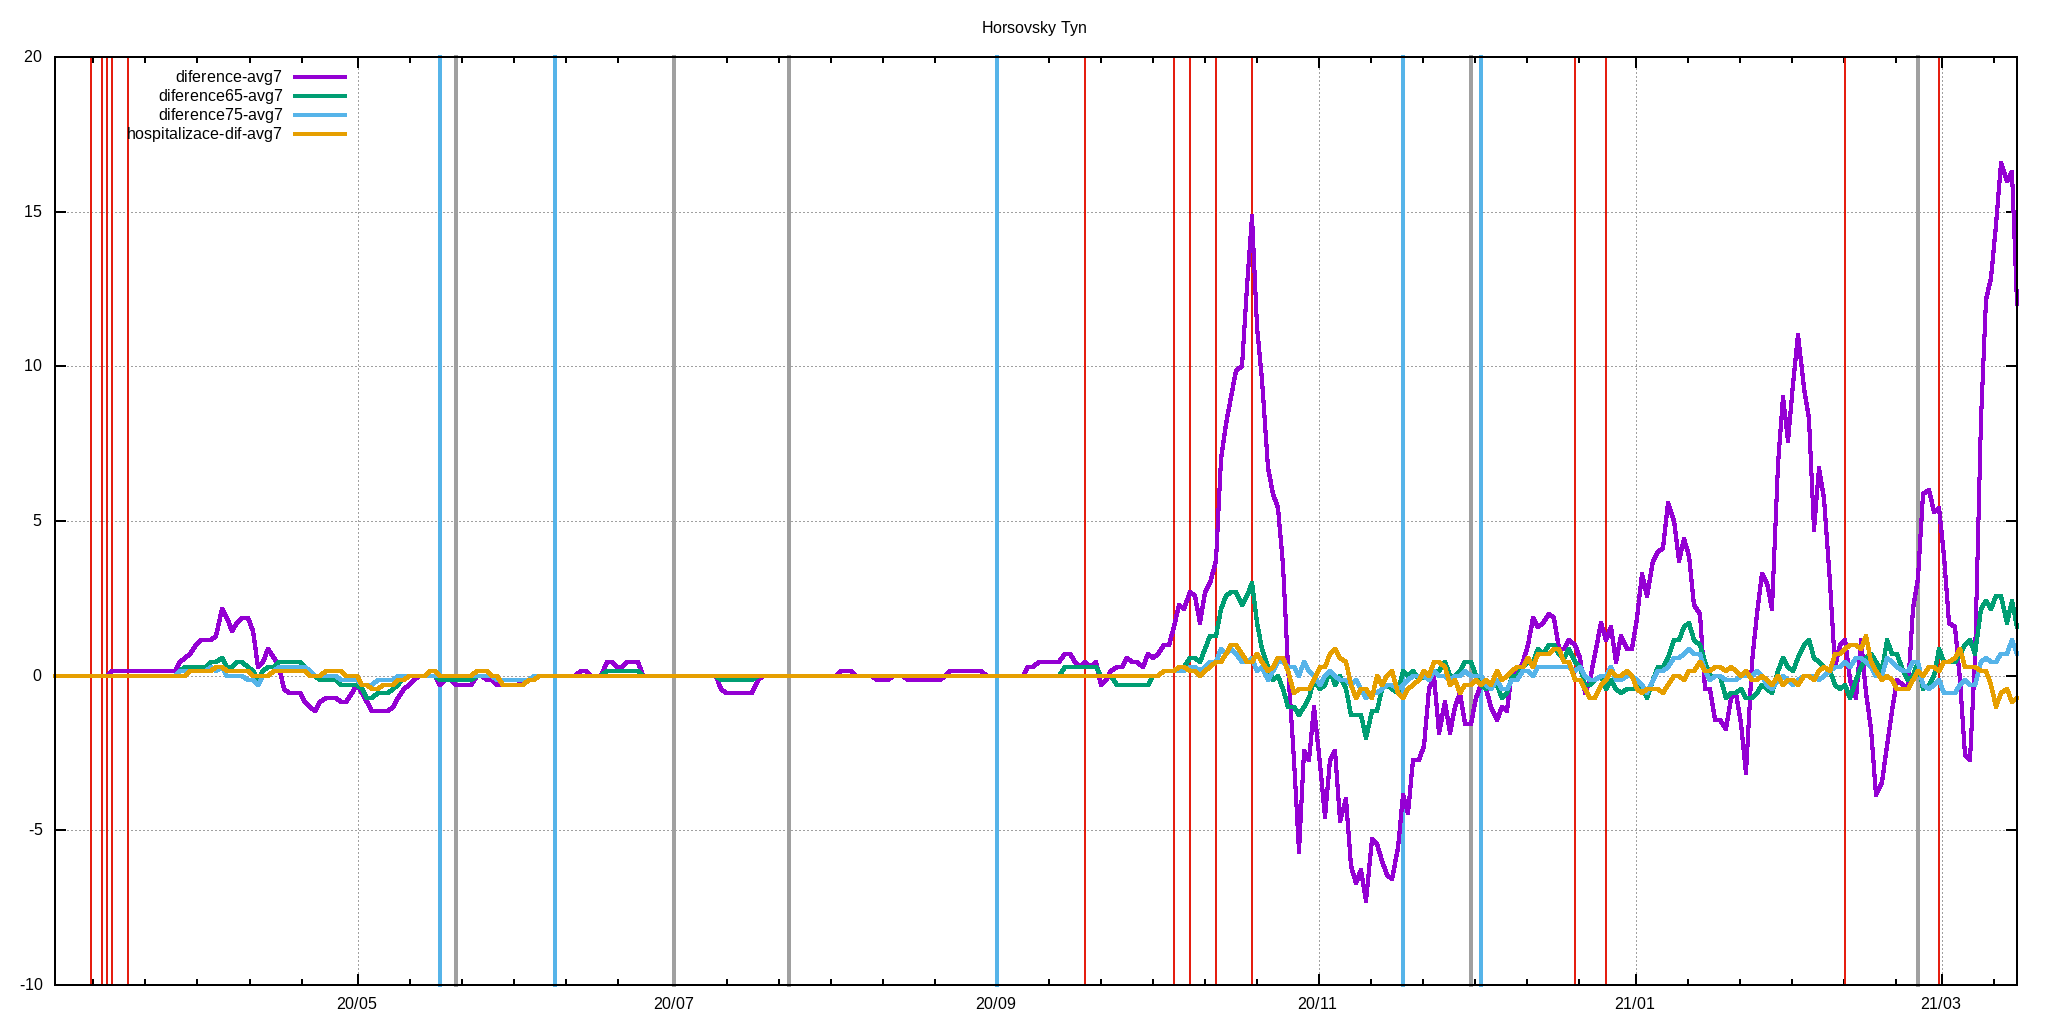 Horsovsky Tyn
20
diference-avg7
diference65-avg7
diference75-avg7
hospitalizace-dif-avg7
15
10
5
0
-5
-10
20/05 20/07 20/09 20/11 21/01 21/03